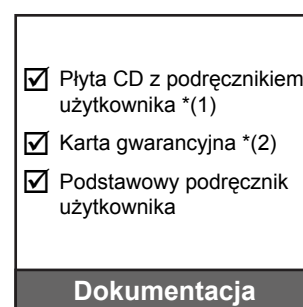 Płyta CD z podręcznikiem
użytkownika *(1)
Karta gwarancyjna *(2)
Podstawowy podręcznik
użytkownika
Dokumentacja